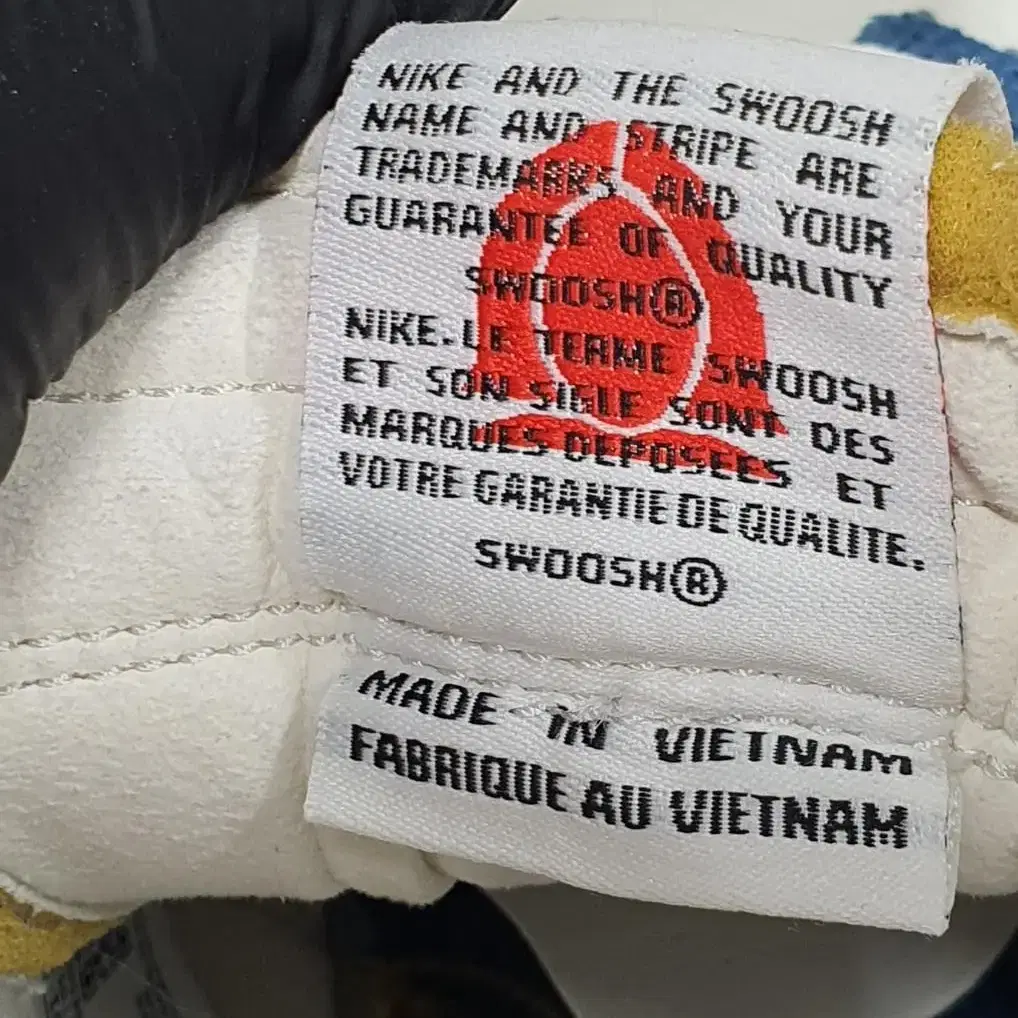 NIKE AND THE SWOOSH
NAME AND STRIPE ARE
TRADEMARKS AND YOUR
GUARANTEE OF QUALITY
SWOOSH®
NIKE.LE TERME SWOOSH
ET SON SIGLE SONT DES
MARQUES DEPOSEES ET
VOTRE GARANTIE DE QUALITE.
SWOOSH®
MADE IN VIETNAM
FABRIQUE AU VIETNAM